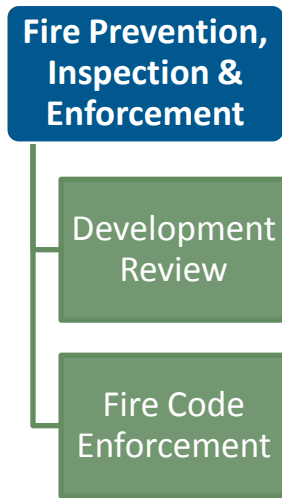 Fire Prevention,
Inspection &
Enforcement
Development
Review
Fire Code
Enforcement